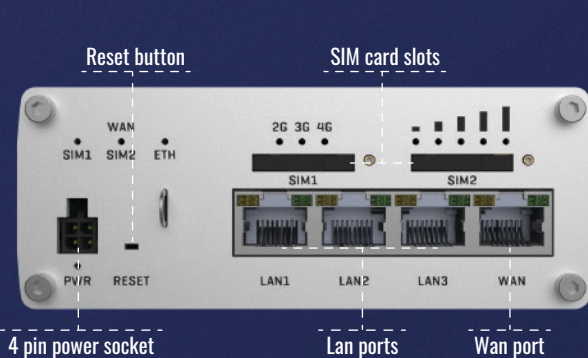 Reset button
SIM card slots
WAN
2G 3G 4G
SIM1 SIM2 ETH
SIM1
SIM2
PWR
RESET
LAN1
LAN2
LAN3
WAN
4 pin power socket
Lan ports
Wan port